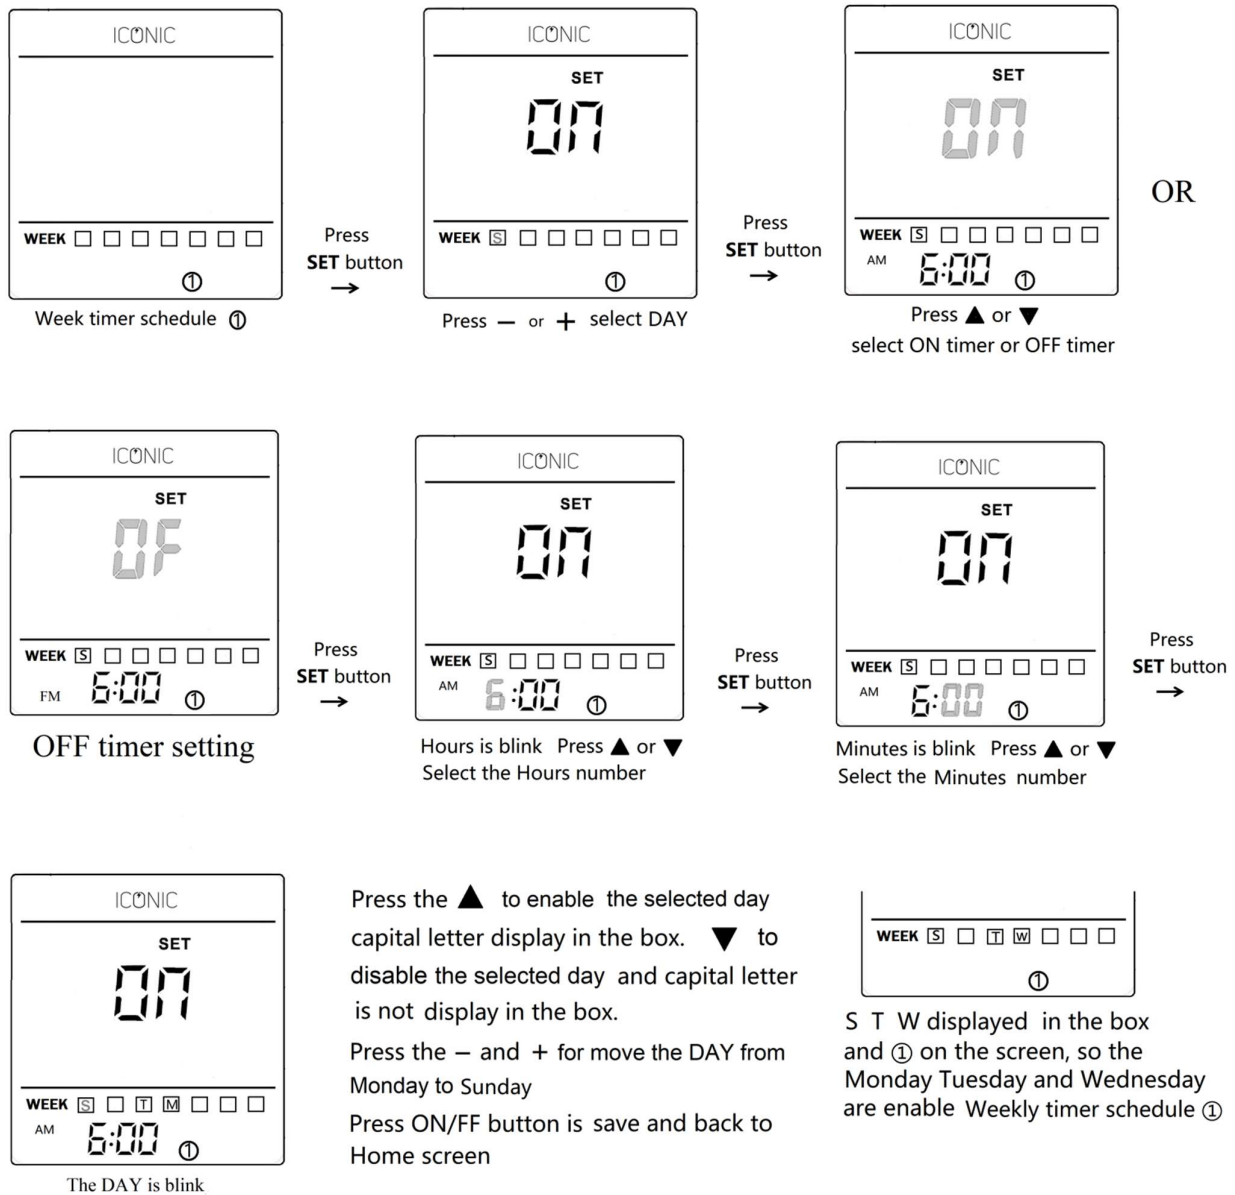 ICONIC
WEEK
①
Week timer schedule ①
Press
SET button
→
ICONIC
SET
ON
WEEK S
①
Press − or + select DAY
Press
SET button
→
ICONIC
SET
ON
WEEK S
AM 6:00 ①
Press ▲ or ▼
select ON timer or OFF timer
OR
ICONIC
SET
OF
WEEK S
FM 6:00 ①
OFF timer setting
Press
SET button
→
ICONIC
SET
ON
WEEK S
AM 6:00 ①
Hours is blink Press ▲ or ▼
Select the Hours number
Press
SET button
→
ICONIC
SET
ON
WEEK S
AM 6:00 ①
Minutes is blink Press ▲ or ▼
Select the Minutes number
Press
SET button
→
ICONIC
SET
ON
WEEK S T M
AM 6:00 ①
The DAY is blink
Press the ▲ to enable the selected day
capital letter display in the box. ▼ to
disable the selected day and capital letter
is not display in the box.
Press the − and + for move the DAY from
Monday to Sunday
Press ON/FF button is save and back to
Home screen
WEEK S T W
①
S T W displayed in the box
and ① on the screen, so the
Monday Tuesday and Wednesday
are enable Weekly timer schedule ①